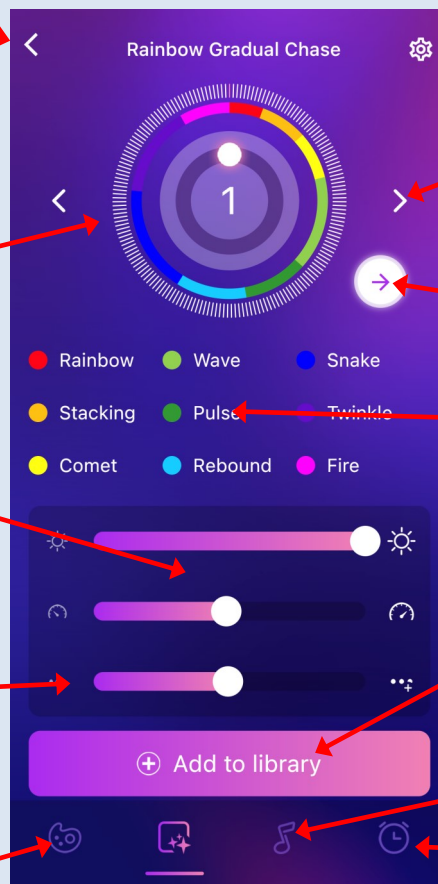 Rainbow Gradual Chase
1
Rainbow Wave Snake
Stacking Pulse Twinkle
Comet Rebound Fire
Add to library